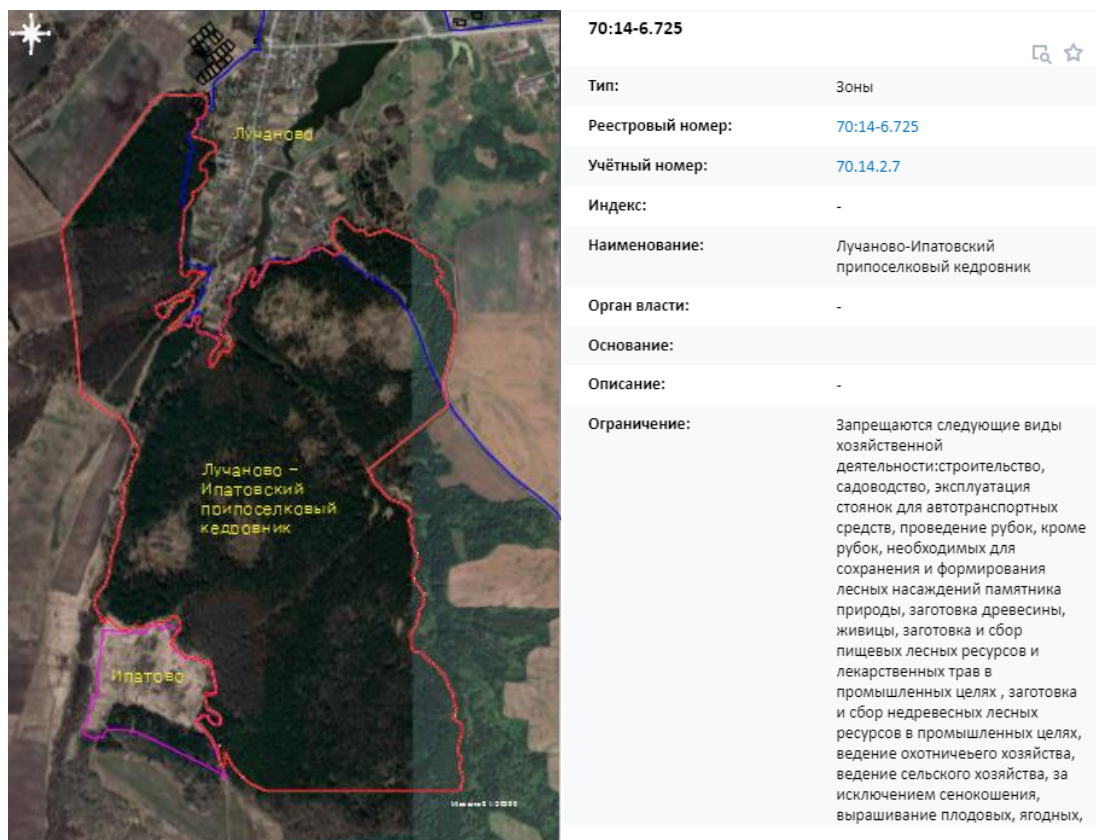 Лучаново
Лучаново –
Ипатовский
припоселковый
кедровник
Ипатово
70:14-6.725
Тип: Зоны
Реестровый номер: 70:14-6.725
Учётный номер: 70.14.2.7
Индекс: -
Наименование: Лучаново-Ипатовский
припоселковый кедровник
Орган власти: -
Основание:
Описание: -
Ограничение: Запрещаются следующие виды
хозяйственной
деятельности:строительство,
садоводство, эксплуатация
стоянок для автотранспортных
средств, проведение рубок, кроме
рубок, необходимых для
сохранения и формирования
лесных насаждений памятника
природы, заготовка древесины,
живицы, заготовка и сбор
пищевых лесных ресурсов и
лекарственных трав в
промышленных целях , заготовка
и сбор недревесных лесных
ресурсов в промышленных целях,
ведение охотничеьего хозяйства,
ведение сельского хозяйства, за
исключением сенокошения,
выращивание плодовых, ягодных,